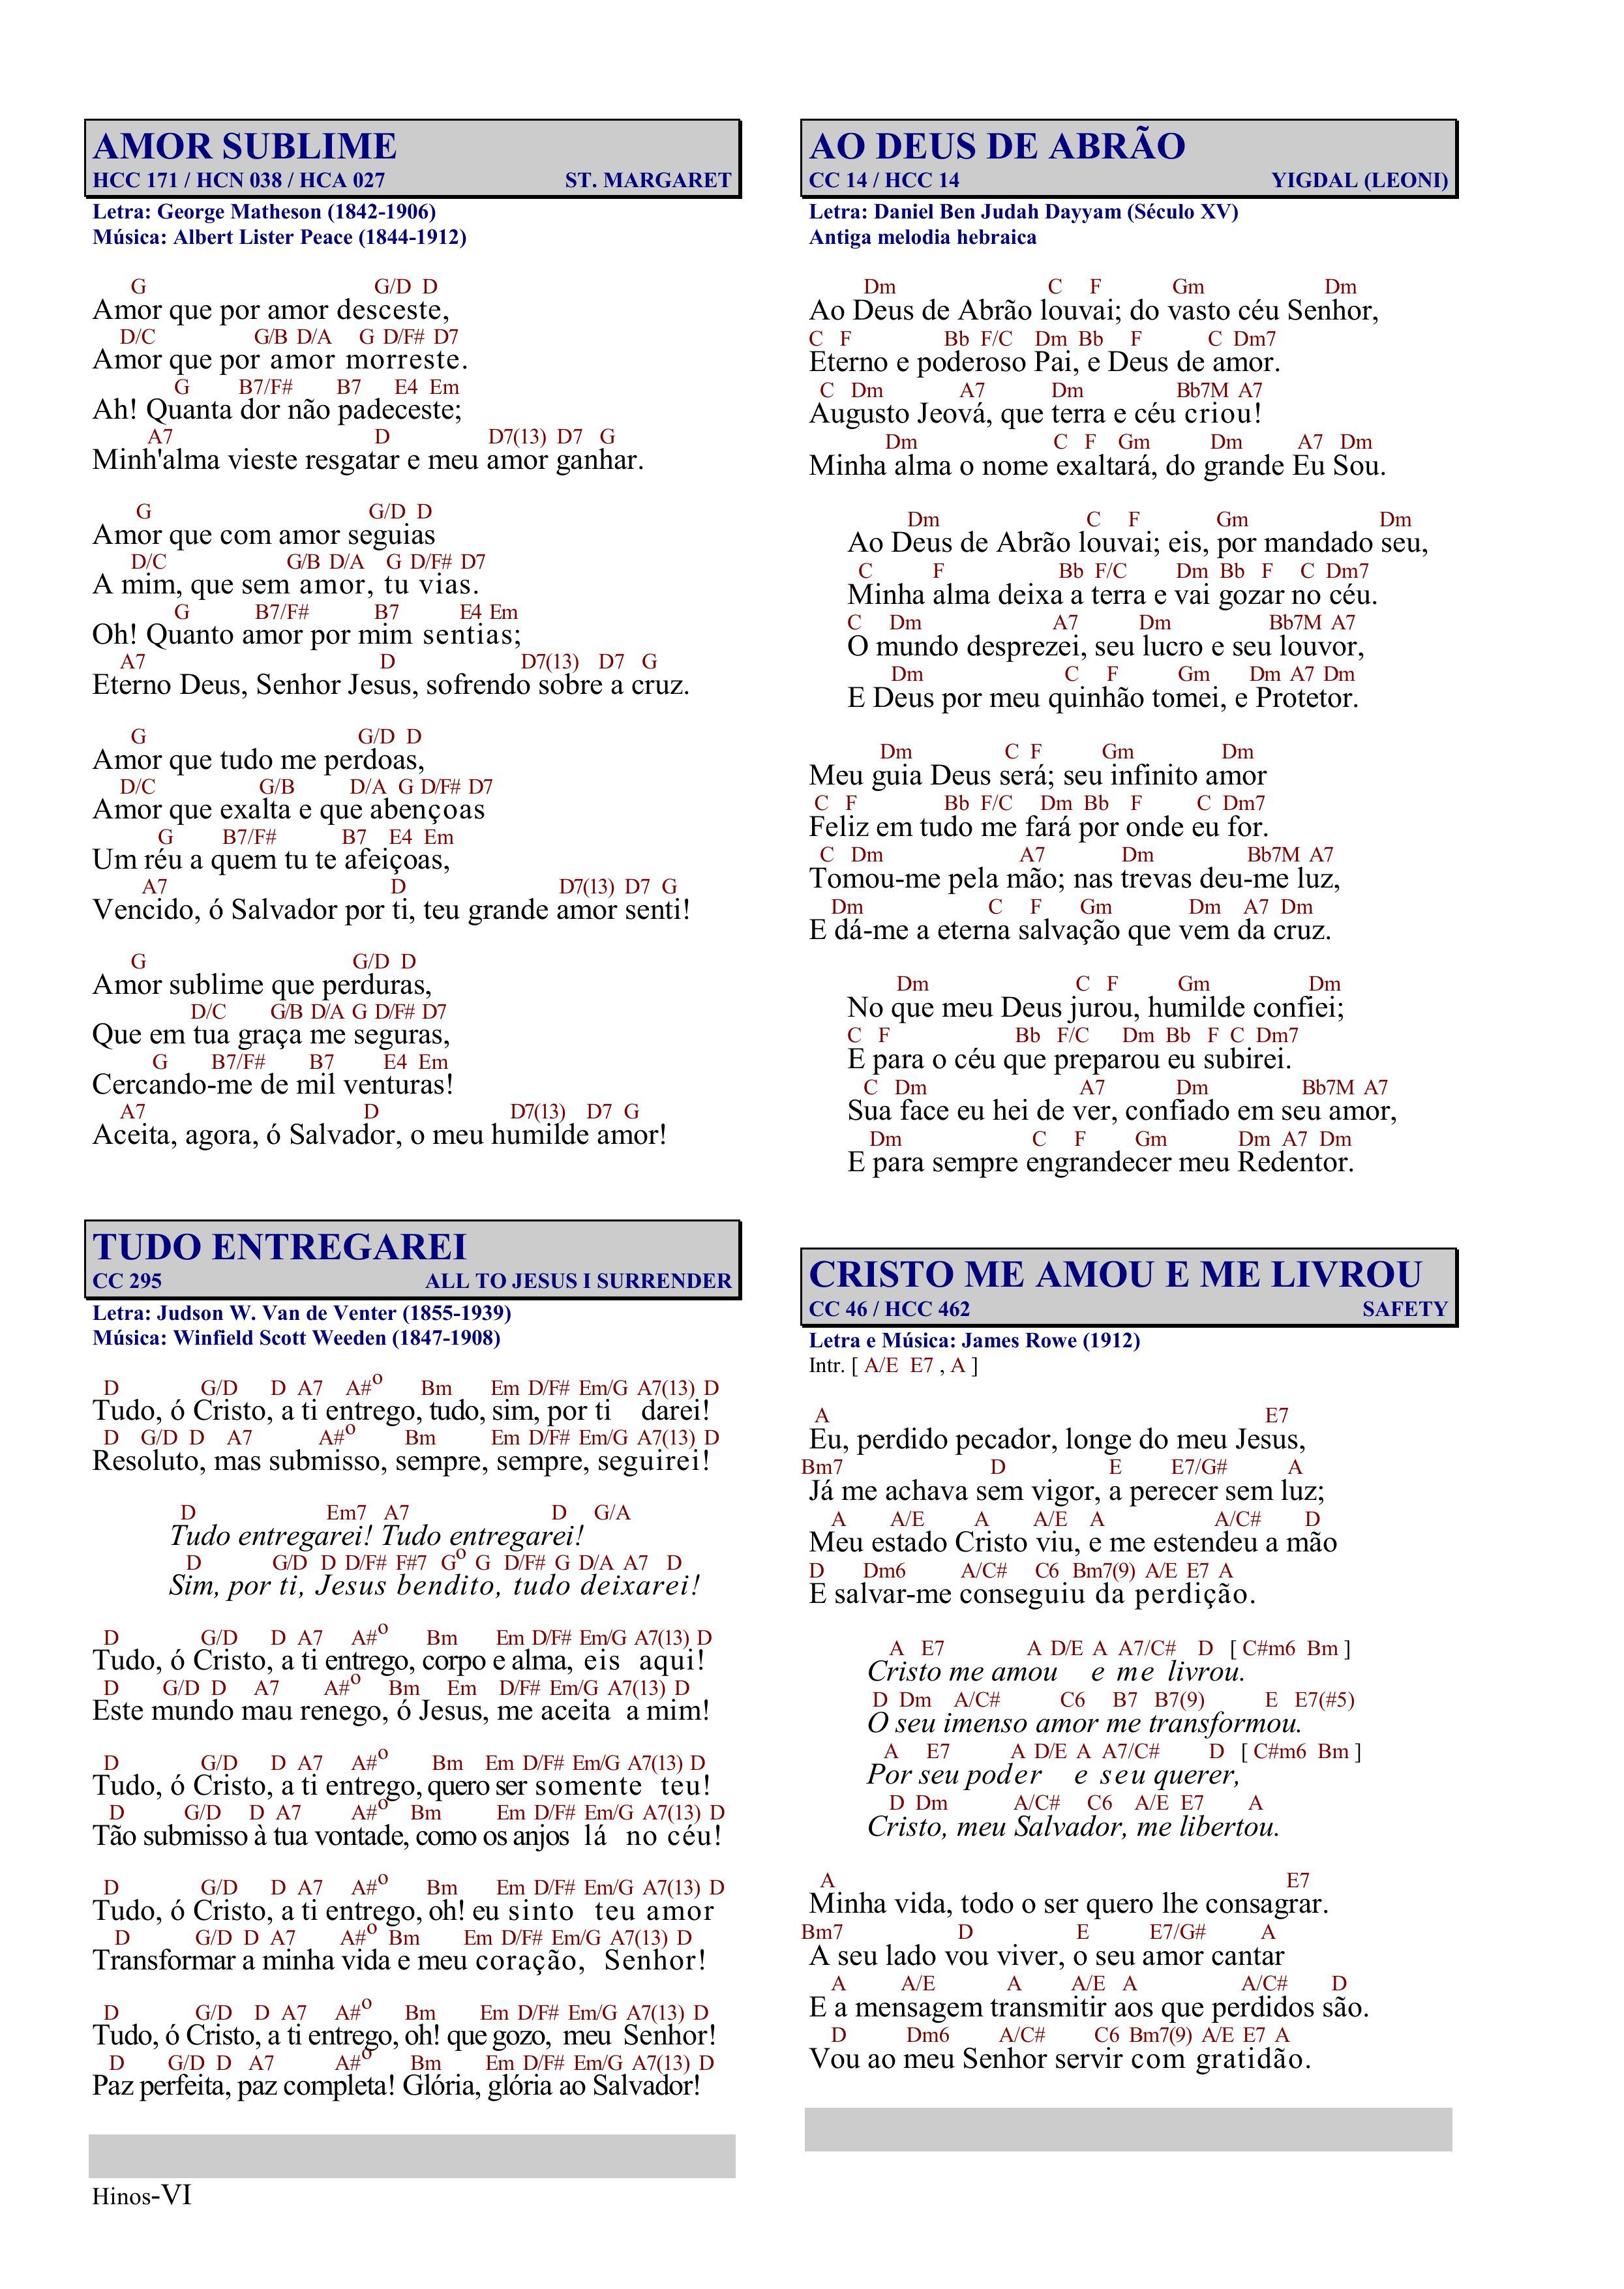 AMOR SUBLIME
HCC 171 / HCN 038 / HCA 027 ST. MARGARET
Letra: George Matheson (1842-1906)
Música: Albert Lister Peace (1844-1912)
G G/D D
Amor que por amor desceste,
D/C G/B D/A G D/F# D7
Amor que por amor morreste.
G B7/F# B7 E4 Em
Ah! Quanta dor não padeceste;
A7 D D7(13) D7 G
Minh'alma vieste resgatar e meu amor ganhar.
G G/D D
Amor que com amor seguias
D/C G/B D/A G D/F# D7
A mim, que sem amor, tu vias.
G B7/F# B7 E4 Em
Oh! Quanto amor por mim sentias;
A7 D D7(13) D7 G
Eterno Deus, Senhor Jesus, sofrendo sobre a cruz.
G G/D D
Amor que tudo me perdoas,
D/C G/B D/A G D/F# D7
Amor que exalta e que abençoas
G B7/F# B7 E4 Em
Um réu a quem tu te afeiçoas,
A7 D D7(13) D7 G
Vencido, ó Salvador por ti, teu grande amor senti!
G G/D D
Amor sublime que perduras,
D/C G/B D/A G D/F# D7
Que em tua graça me seguras,
G B7/F# B7 E4 Em
Cercando-me de mil venturas!
A7 D D7(13) D7 G
Aceita, agora, ó Salvador, o meu humilde amor!
TUDO ENTREGAREI
CC 295 ALL TO JESUS I SURRENDER
Letra: Judson W. Van de Venter (1855-1939)
Música: Winfield Scott Weeden (1847-1908)
D G/D D A7 A#º Bm Em D/F# Em/G A7(13) D
Tudo, ó Cristo, a ti entrego, tudo, sim, por ti darei!
D G/D D A7 A#º Bm Em D/F# Em/G A7(13) D
Resoluto, mas submisso, sempre, sempre, seguirei!
D Em7 A7 D G/A
Tudo entregarei! Tudo entregarei!
D G/D D D/F# F#7 Gº G D/F# G D/A A7 D
Sim, por ti, Jesus bendito, tudo deixarei!
D G/D D A7 A#º Bm Em D/F# Em/G A7(13) D
Tudo, ó Cristo, a ti entrego, corpo e alma, eis aqui!
D G/D D A7 A#º Bm Em D/F# Em/G A7(13) D
Este mundo mau renego, ó Jesus, me aceita a mim!
D G/D D A7 A#º Bm Em D/F# Em/G A7(13) D
Tudo, ó Cristo, a ti entrego, quero ser somente teu!
D G/D D A7 A#º Bm Em D/F# Em/G A7(13) D
Tão submisso à tua vontade, como os anjos lá no céu!
D G/D D A7 A#º Bm Em D/F# Em/G A7(13) D
Tudo, ó Cristo, a ti entrego, oh! eu sinto teu amor
D G/D D A7 A#º Bm Em D/F# Em/G A7(13) D
Transformar a minha vida e meu coração, Senhor!
D G/D D A7 A#º Bm Em D/F# Em/G A7(13) D
Tudo, ó Cristo, a ti entrego, oh! que gozo, meu Senhor!
D G/D D A7 A#º Bm Em D/F# Em/G A7(13) D
Paz perfeita, paz completa! Glória, glória ao Salvador!
Hinos-VI
AO DEUS DE ABRÃO
CC 14 / HCC 14 YIGDAL (LEONI)
Letra: Daniel Ben Judah Dayyam (Século XV)
Antiga melodia hebraica
Dm C F Gm Dm
Ao Deus de Abrão louvai; do vasto céu Senhor,
C F Bb F/C Dm Bb F C Dm7
Eterno e poderoso Pai, e Deus de amor.
C Dm A7 Dm Bb7M A7
Augusto Jeová, que terra e céu criou!
Dm C F Gm Dm A7 Dm
Minha alma o nome exaltará, do grande Eu Sou.
Dm C F Gm Dm
Ao Deus de Abrão louvai; eis, por mandado seu,
C F Bb F/C Dm Bb F C Dm7
Minha alma deixa a terra e vai gozar no céu.
C Dm A7 Dm Bb7M A7
O mundo desprezei, seu lucro e seu louvor,
Dm C F Gm Dm A7 Dm
E Deus por meu quinhão tomei, e Protetor.
Dm C F Gm Dm
Meu guia Deus será; seu infinito amor
C F Bb F/C Dm Bb F C Dm7
Feliz em tudo me fará por onde eu for.
C Dm A7 Dm Bb7M A7
Tomou-me pela mão; nas trevas deu-me luz,
Dm C F Gm Dm A7 Dm
E dá-me a eterna salvação que vem da cruz.
Dm C F Gm Dm
No que meu Deus jurou, humilde confiei;
C F Bb F/C Dm Bb F C Dm7
E para o céu que preparou eu subirei.
C Dm A7 Dm Bb7M A7
Sua face eu hei de ver, confiado em seu amor,
Dm C F Gm Dm A7 Dm
E para sempre engrandecer meu Redentor.
CRISTO ME AMOU E ME LIVROU
CC 46 / HCC 462 SAFETY
Letra e Música: James Rowe (1912)
Intr. [ A/E E7 , A ]
A E7
Eu, perdido pecador, longe do meu Jesus,
Bm7 D E E7/G# A
Já me achava sem vigor, a perecer sem luz;
A A/E A A/E A A/C# D
Meu estado Cristo viu, e me estendeu a mão
D Dm6 A/C# C6 Bm7(9) A/E E7 A
E salvar-me conseguiu da perdição.
A E7 A D/E A A7/C# D [ C#m6 Bm ]
Cristo me amou e me livrou.
D Dm A/C# C6 B7 B7(9) E E7(#5)
O seu imenso amor me transformou.
A E7 A D/E A A7/C# D [ C#m6 Bm ]
Por seu poder e seu querer,
D Dm A/C# C6 A/E E7 A
Cristo, meu Salvador, me libertou.
A E7
Minha vida, todo o ser quero lhe consagrar.
Bm7 D E E7/G# A
A seu lado vou viver, o seu amor cantar
A A/E A A/E A A/C# D
E a mensagem transmitir aos que perdidos são.
D Dm6 A/C# C6 Bm7(9) A/E E7 A
Vou ao meu Senhor servir com gratidão.